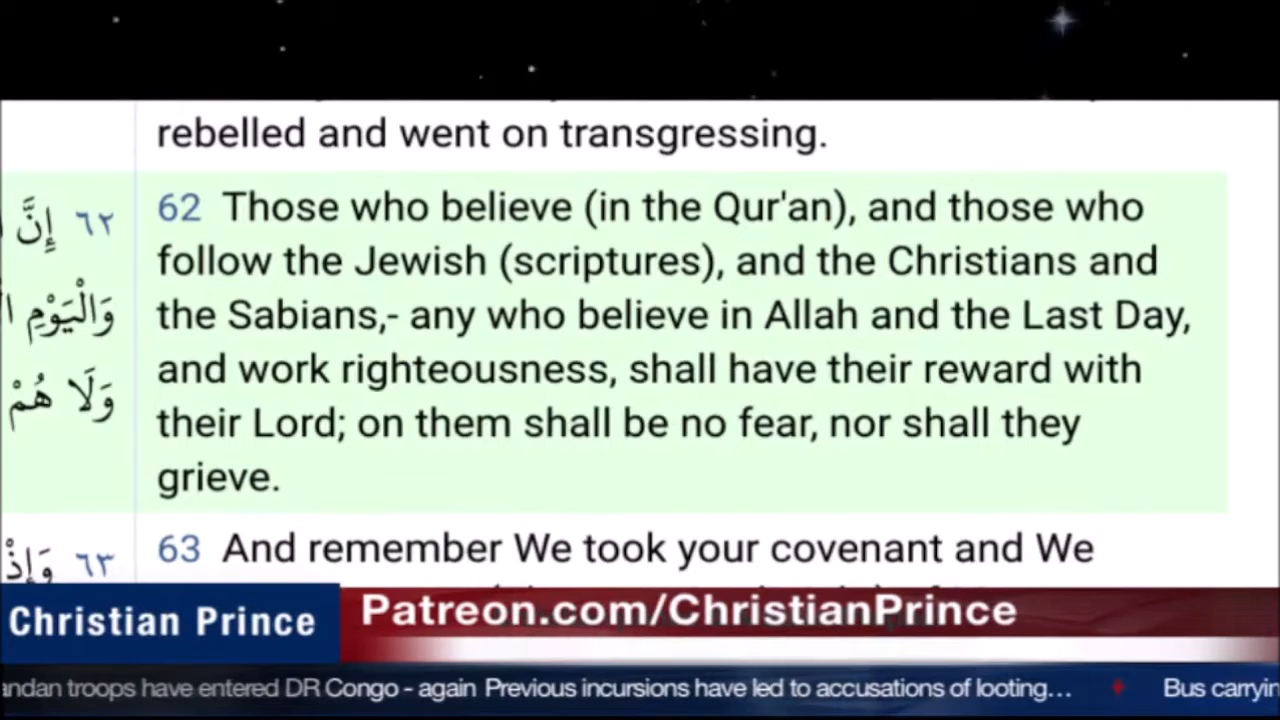 rebelled and went on transgressing.
62 Those who believe (in the Qur'an), and those who
follow the Jewish (scriptures), and the Christians and
the Sabians,- any who believe in Allah and the Last Day,
and work righteousness, shall have their reward with
their Lord; on them shall be no fear, nor shall they
grieve.
٦٢ إِنَّ
وَالْيَوْمِ
وَلَا هُمْ
63 And remember We took your covenant and We
٦٣ وَإِذْ
Christian Prince
Patreon.com/ChristianPrince
andan troops have entered DR Congo - again Previous incursions have led to accusations of looting... Bus carryin